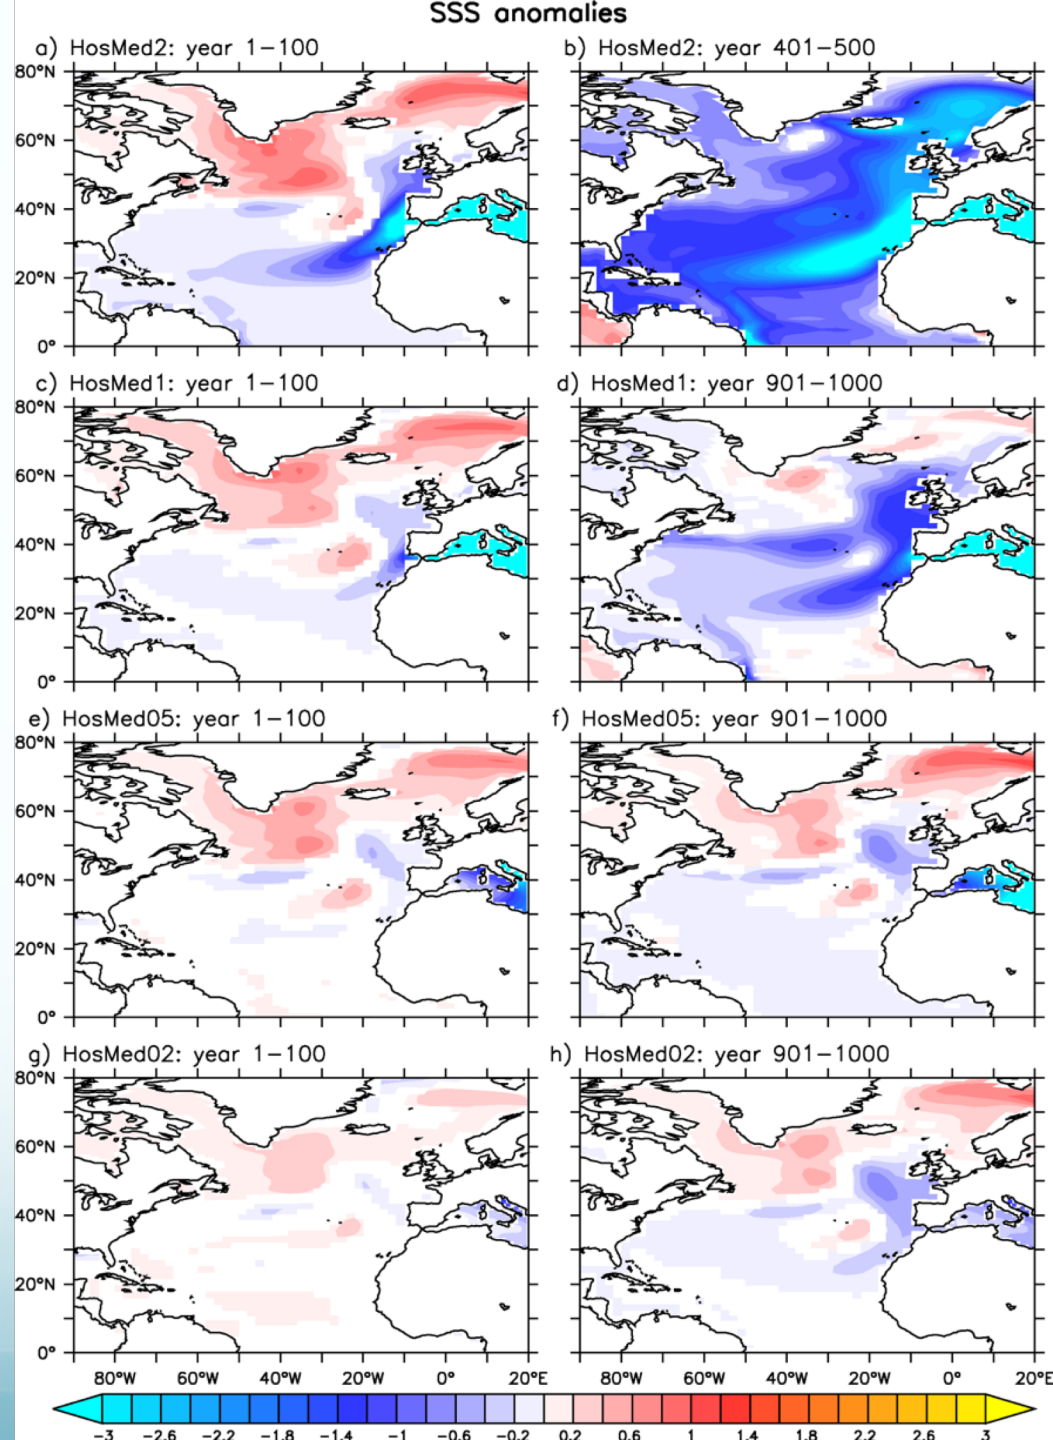 SSS anomalies
a) HosMed2: year 1-100
b) HosMed2: year 401-500
80°N
60°N
40°N
20°N
0°
c) HosMed1: year 1-100
d) HosMed1: year 901-1000
80°N
60°N
40°N
20°N
0°
e) HosMed05: year 1-100
f) HosMed05: year 901-1000
80°N
60°N
40°N
20°N
0°
g) HosMed02: year 1-100
h) HosMed02: year 901-1000
80°N
60°N
40°N
20°N
0°
80°W 60°W 40°W 20°W 0° 20°E 80°W 60°W 40°W 20°W 0° 20°E
-3 -2.6 -2.2 -1.8 -1.4 -1 -0.6 -0.2 0.2 0.6 1 1.4 1.8 2.2 2.6 3